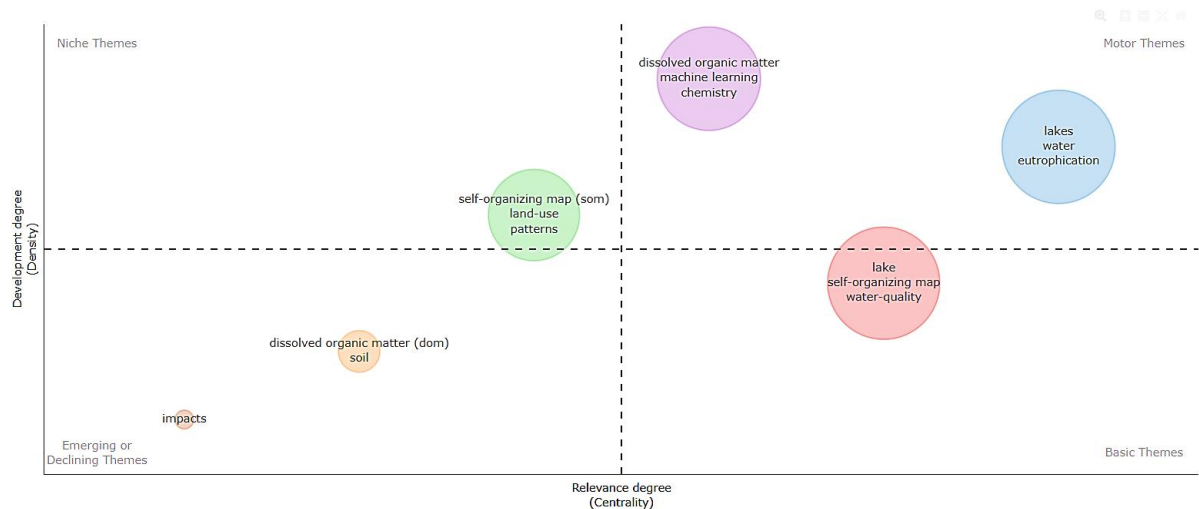 Niche Themes
Motor Themes
dissolved organic matter
machine learning
chemistry
lakes
water
eutrophication
self-organizing map (som)
land-use
patterns
Development degree
(Density)
lake
self-organizing map
water-quality
dissolved organic matter (dom)
soil
impacts
Emerging or
Declining Themes
Basic Themes
Relevance degree
(Centrality)